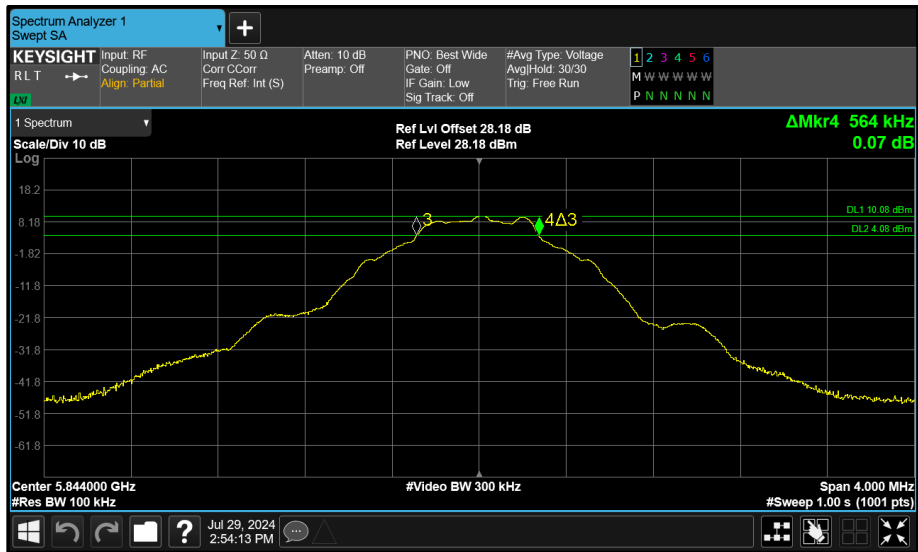 Spectrum Analyzer 1
Swept SA
+
KEYSIGHT
R L T
LXI
Input: RF
Coupling: AC
Align: Partial
Input Z: 50 Ω
Corr CCorr
Freq Ref: Int (S)
Atten: 10 dB
Preamp: Off
PNO: Best Wide
Gate: Off
IF Gain: Low
Sig Track: Off
#Avg Type: Voltage
Avg|Hold: 30/30
Trig: Free Run
1 2 3 4 5 6
M W W W W W
P N N N N N
1 Spectrum
Scale/Div 10 dB
Log
Ref Lvl Offset 28.18 dB
Ref Level 28.18 dBm
ΔMkr4 564 kHz
0.07 dB
18.2
8.18
-1.82
-11.8
-21.8
-31.8
-41.8
-51.8
-61.8
3
4Δ3
DL1 10.08 dBm
DL2 4.08 dBm
Center 5.844000 GHz
#Res BW 100 kHz
#Video BW 300 kHz
Span 4.000 MHz
#Sweep 1.00 s (1001 pts)
?
Jul 29, 2024
2:54:13 PM